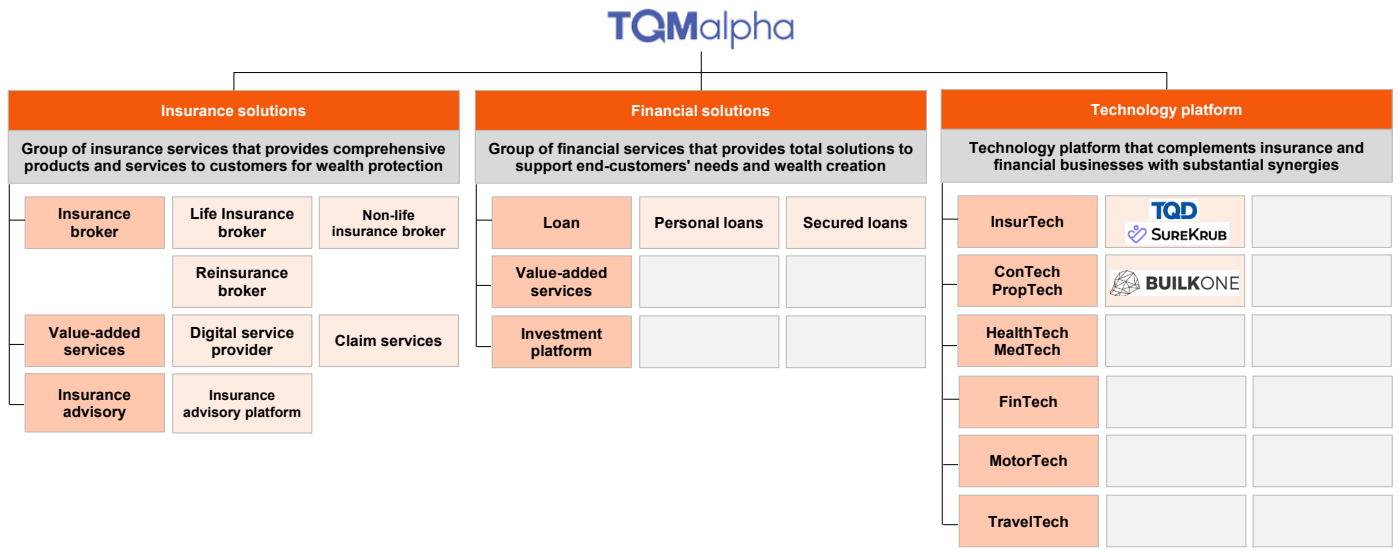 TQMalpha
Insurance solutions
Group of insurance services that provides comprehensive
products and services to customers for wealth protection
Insurance
broker
Life Insurance
broker
Non-life
insurance broker
Reinsurance
broker
Value-added
services
Digital service
provider
Claim services
Insurance
advisory
Insurance
advisory platform
Financial solutions
Group of financial services that provides total solutions to
support end-customers' needs and wealth creation
Loan
Personal loans
Secured loans
Value-added
services
Investment
platform
Technology platform
Technology platform that complements insurance and
financial businesses with substantial synergies
InsurTech
TQD
SUREKRUB
ConTech
PropTech
BUILKONE
HealthTech
MedTech
FinTech
MotorTech
TravelTech